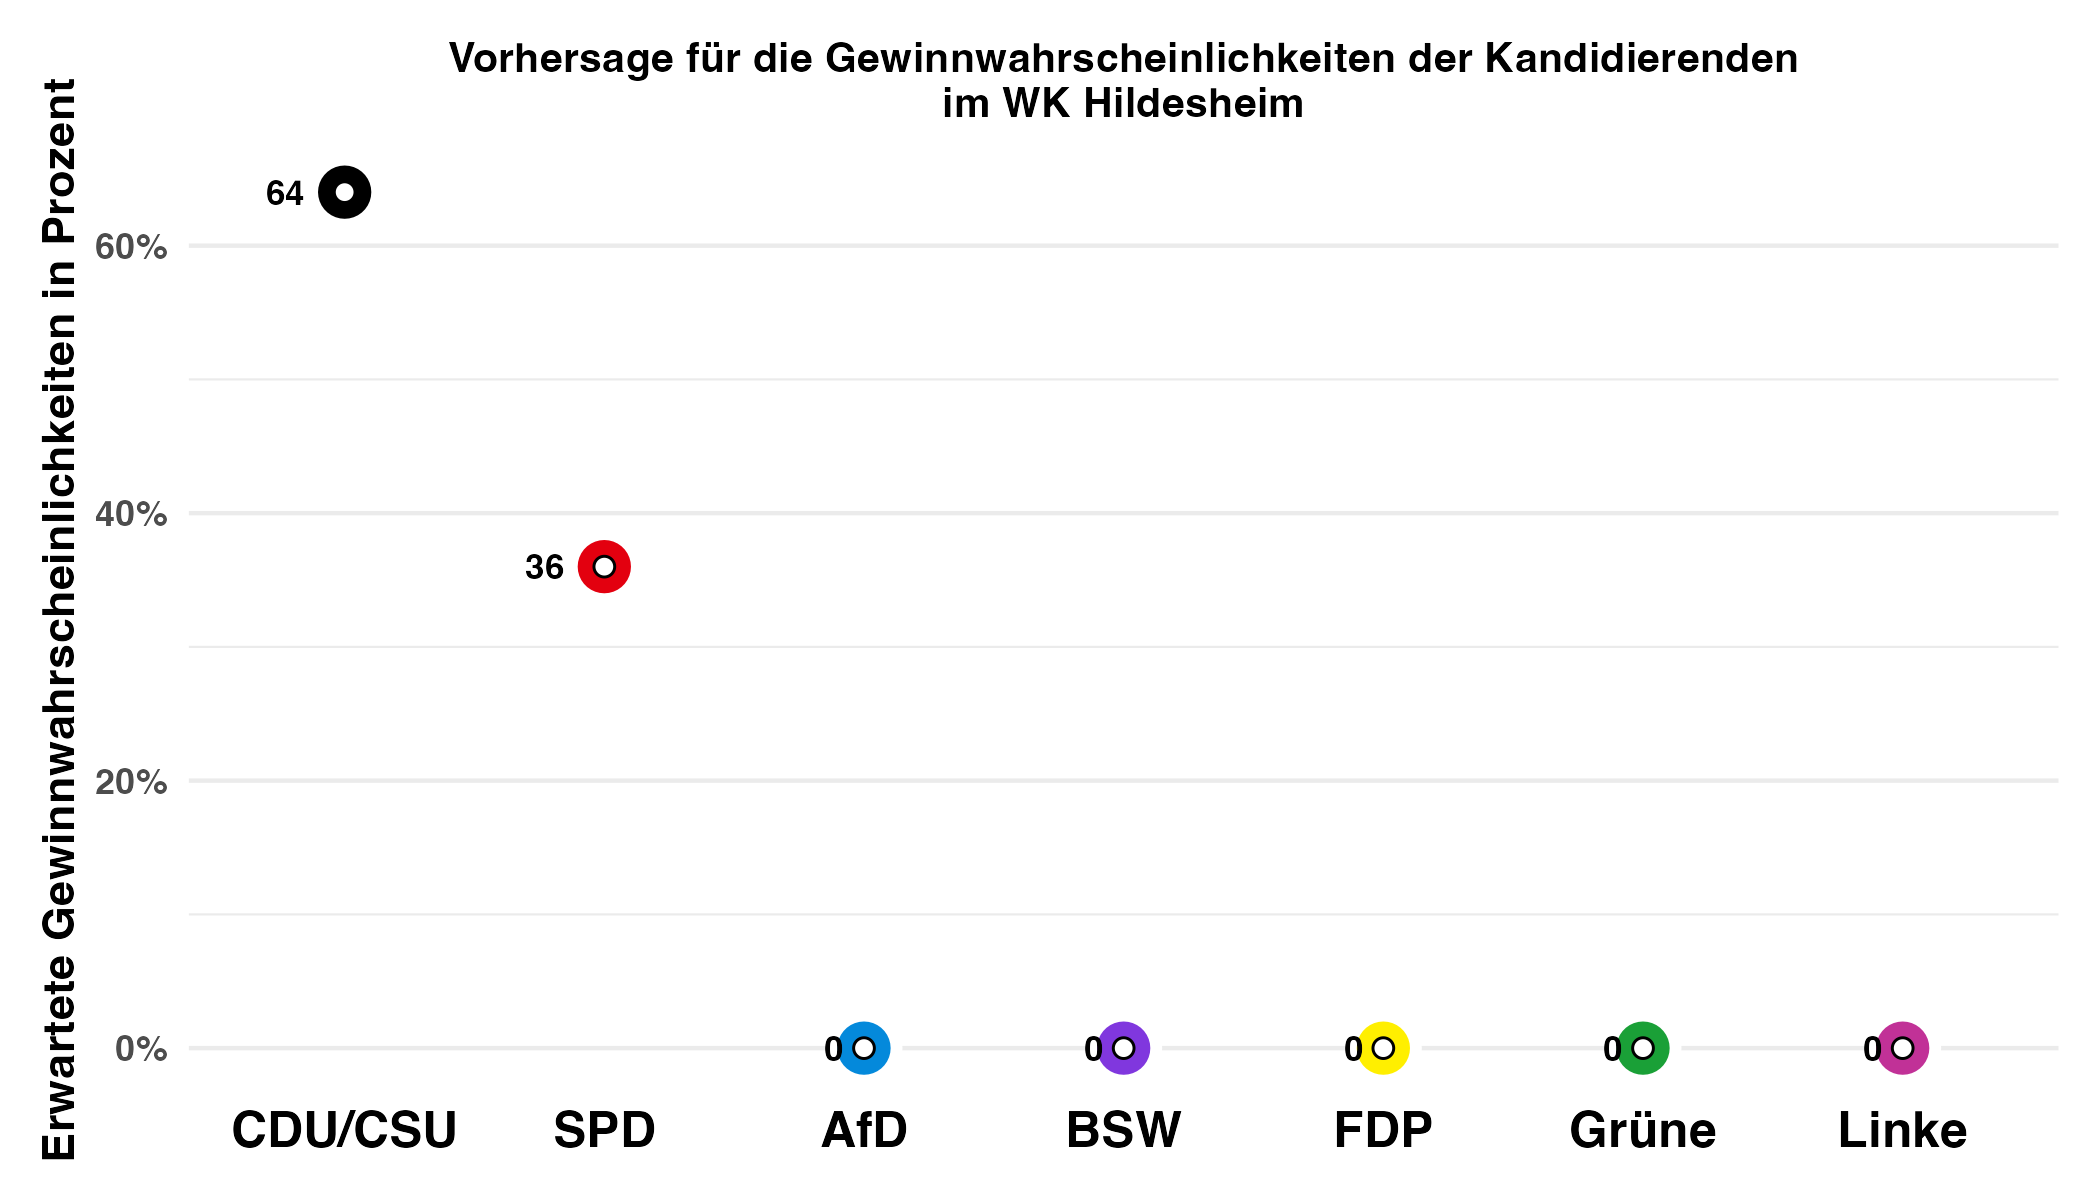 Vorhersage für die Gewinnwahrscheinlichkeiten der Kandidierenden
im WK Hildesheim
Erwartete Gewinnwahrscheinlichkeiten in Prozent
60%
40%
20%
0%
64
36
0
0
0
0
0
CDU/CSU
SPD
AfD
BSW
FDP
Grüne
Linke